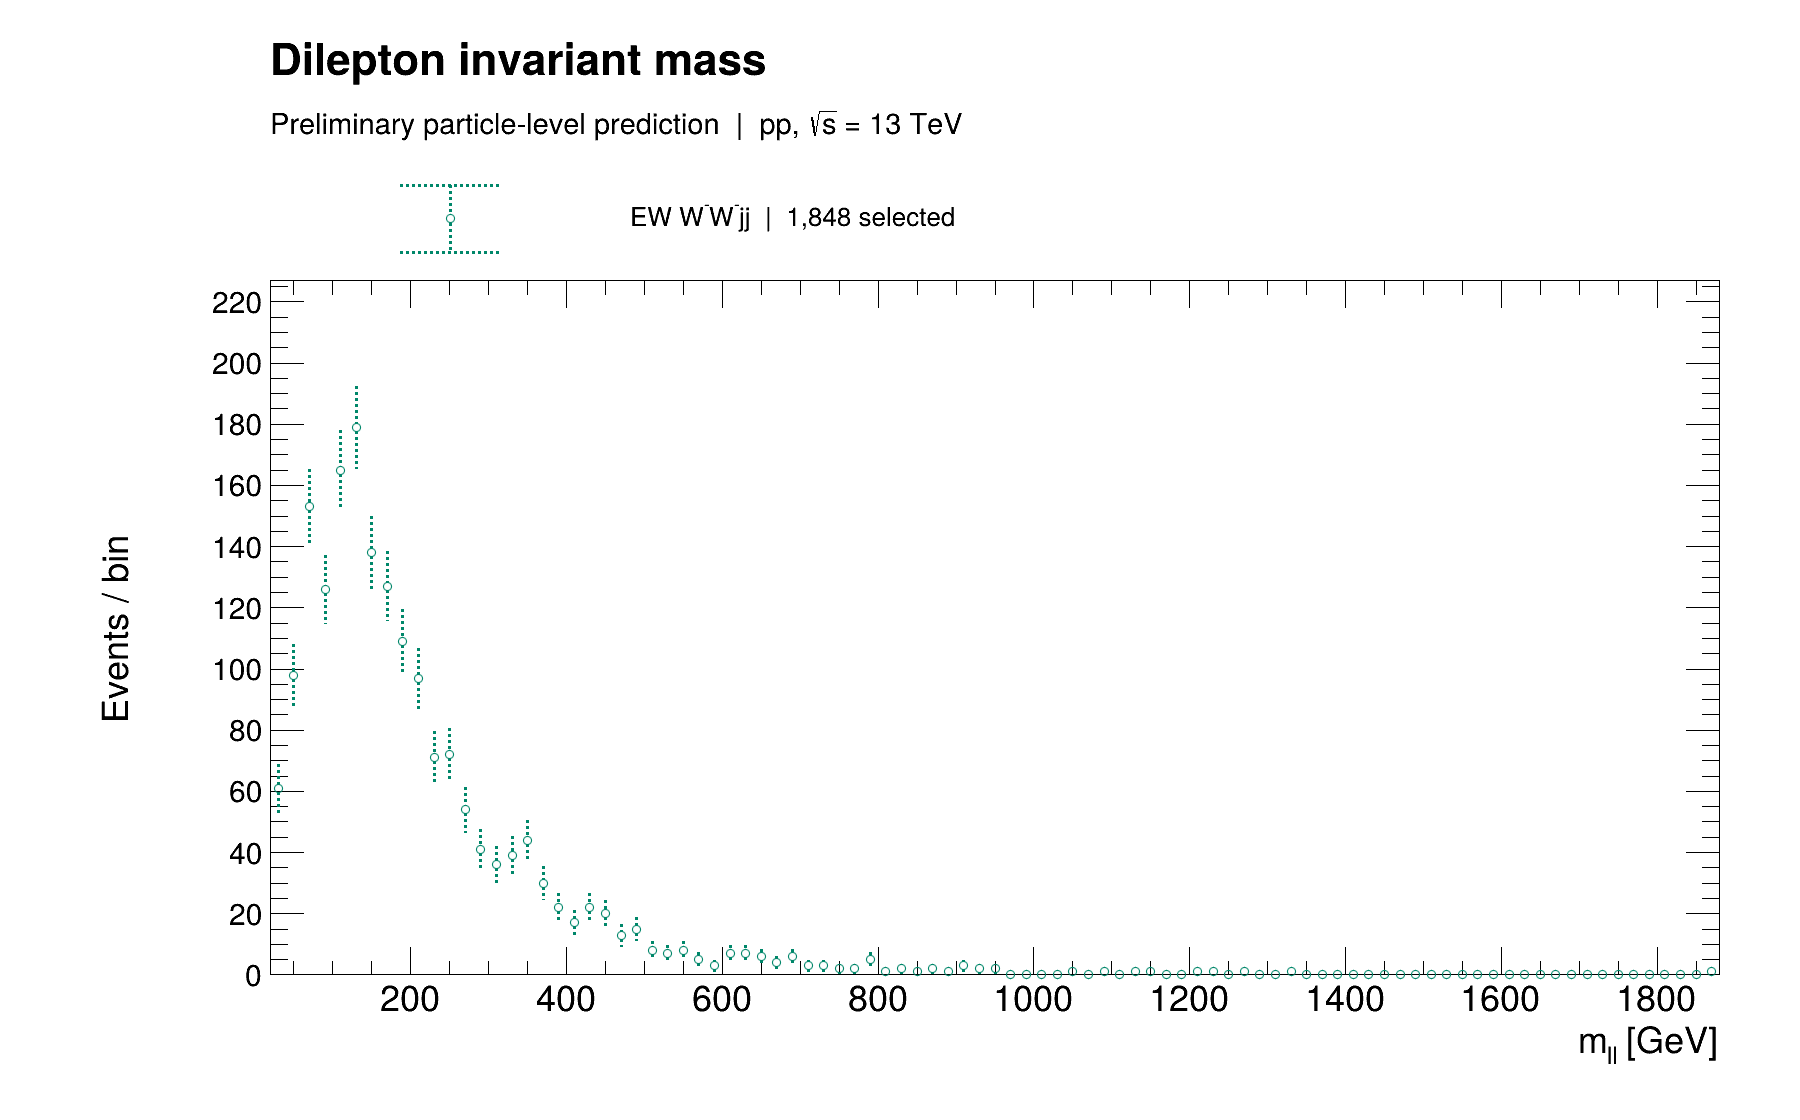 Dilepton invariant mass
Preliminary particle-level prediction | pp, √s = 13 TeV
EW W⁻W⁻jj | 1,848 selected
220
200
180
160
140
120
100
80
60
40
20
0
Events / bin
200 400 600 800 1000 1200 1400 1600 1800
m_ll [GeV]